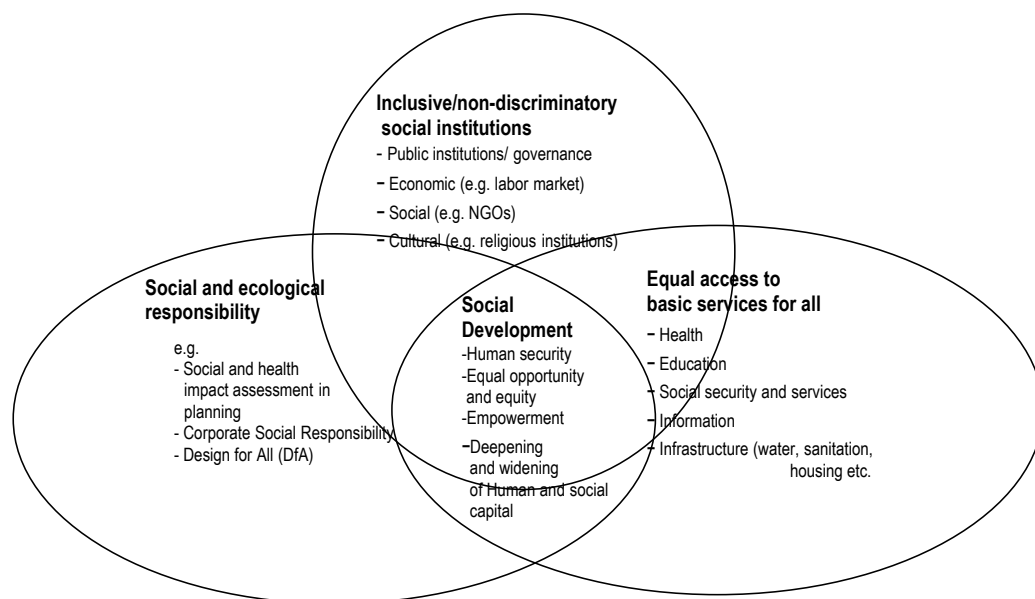 Inclusive/non-discriminatory
social institutions
- Public institutions/ governance
- Economic (e.g. labor market)
- Social (e.g. NGOs)
- Cultural (e.g. religious institutions)
Social and ecological
responsibility
e.g.
- Social and health
impact assessment in
planning
- Corporate Social Responsibility
- Design for All (DfA)
Social
Development
-Human security
-Equal opportunity
and equity
-Empowerment
-Deepening
and widening
of Human and social
capital
Equal access to
basic services for all
- Health
- Education
- Social security and services
- Information
- Infrastructure (water, sanitation,
housing etc.